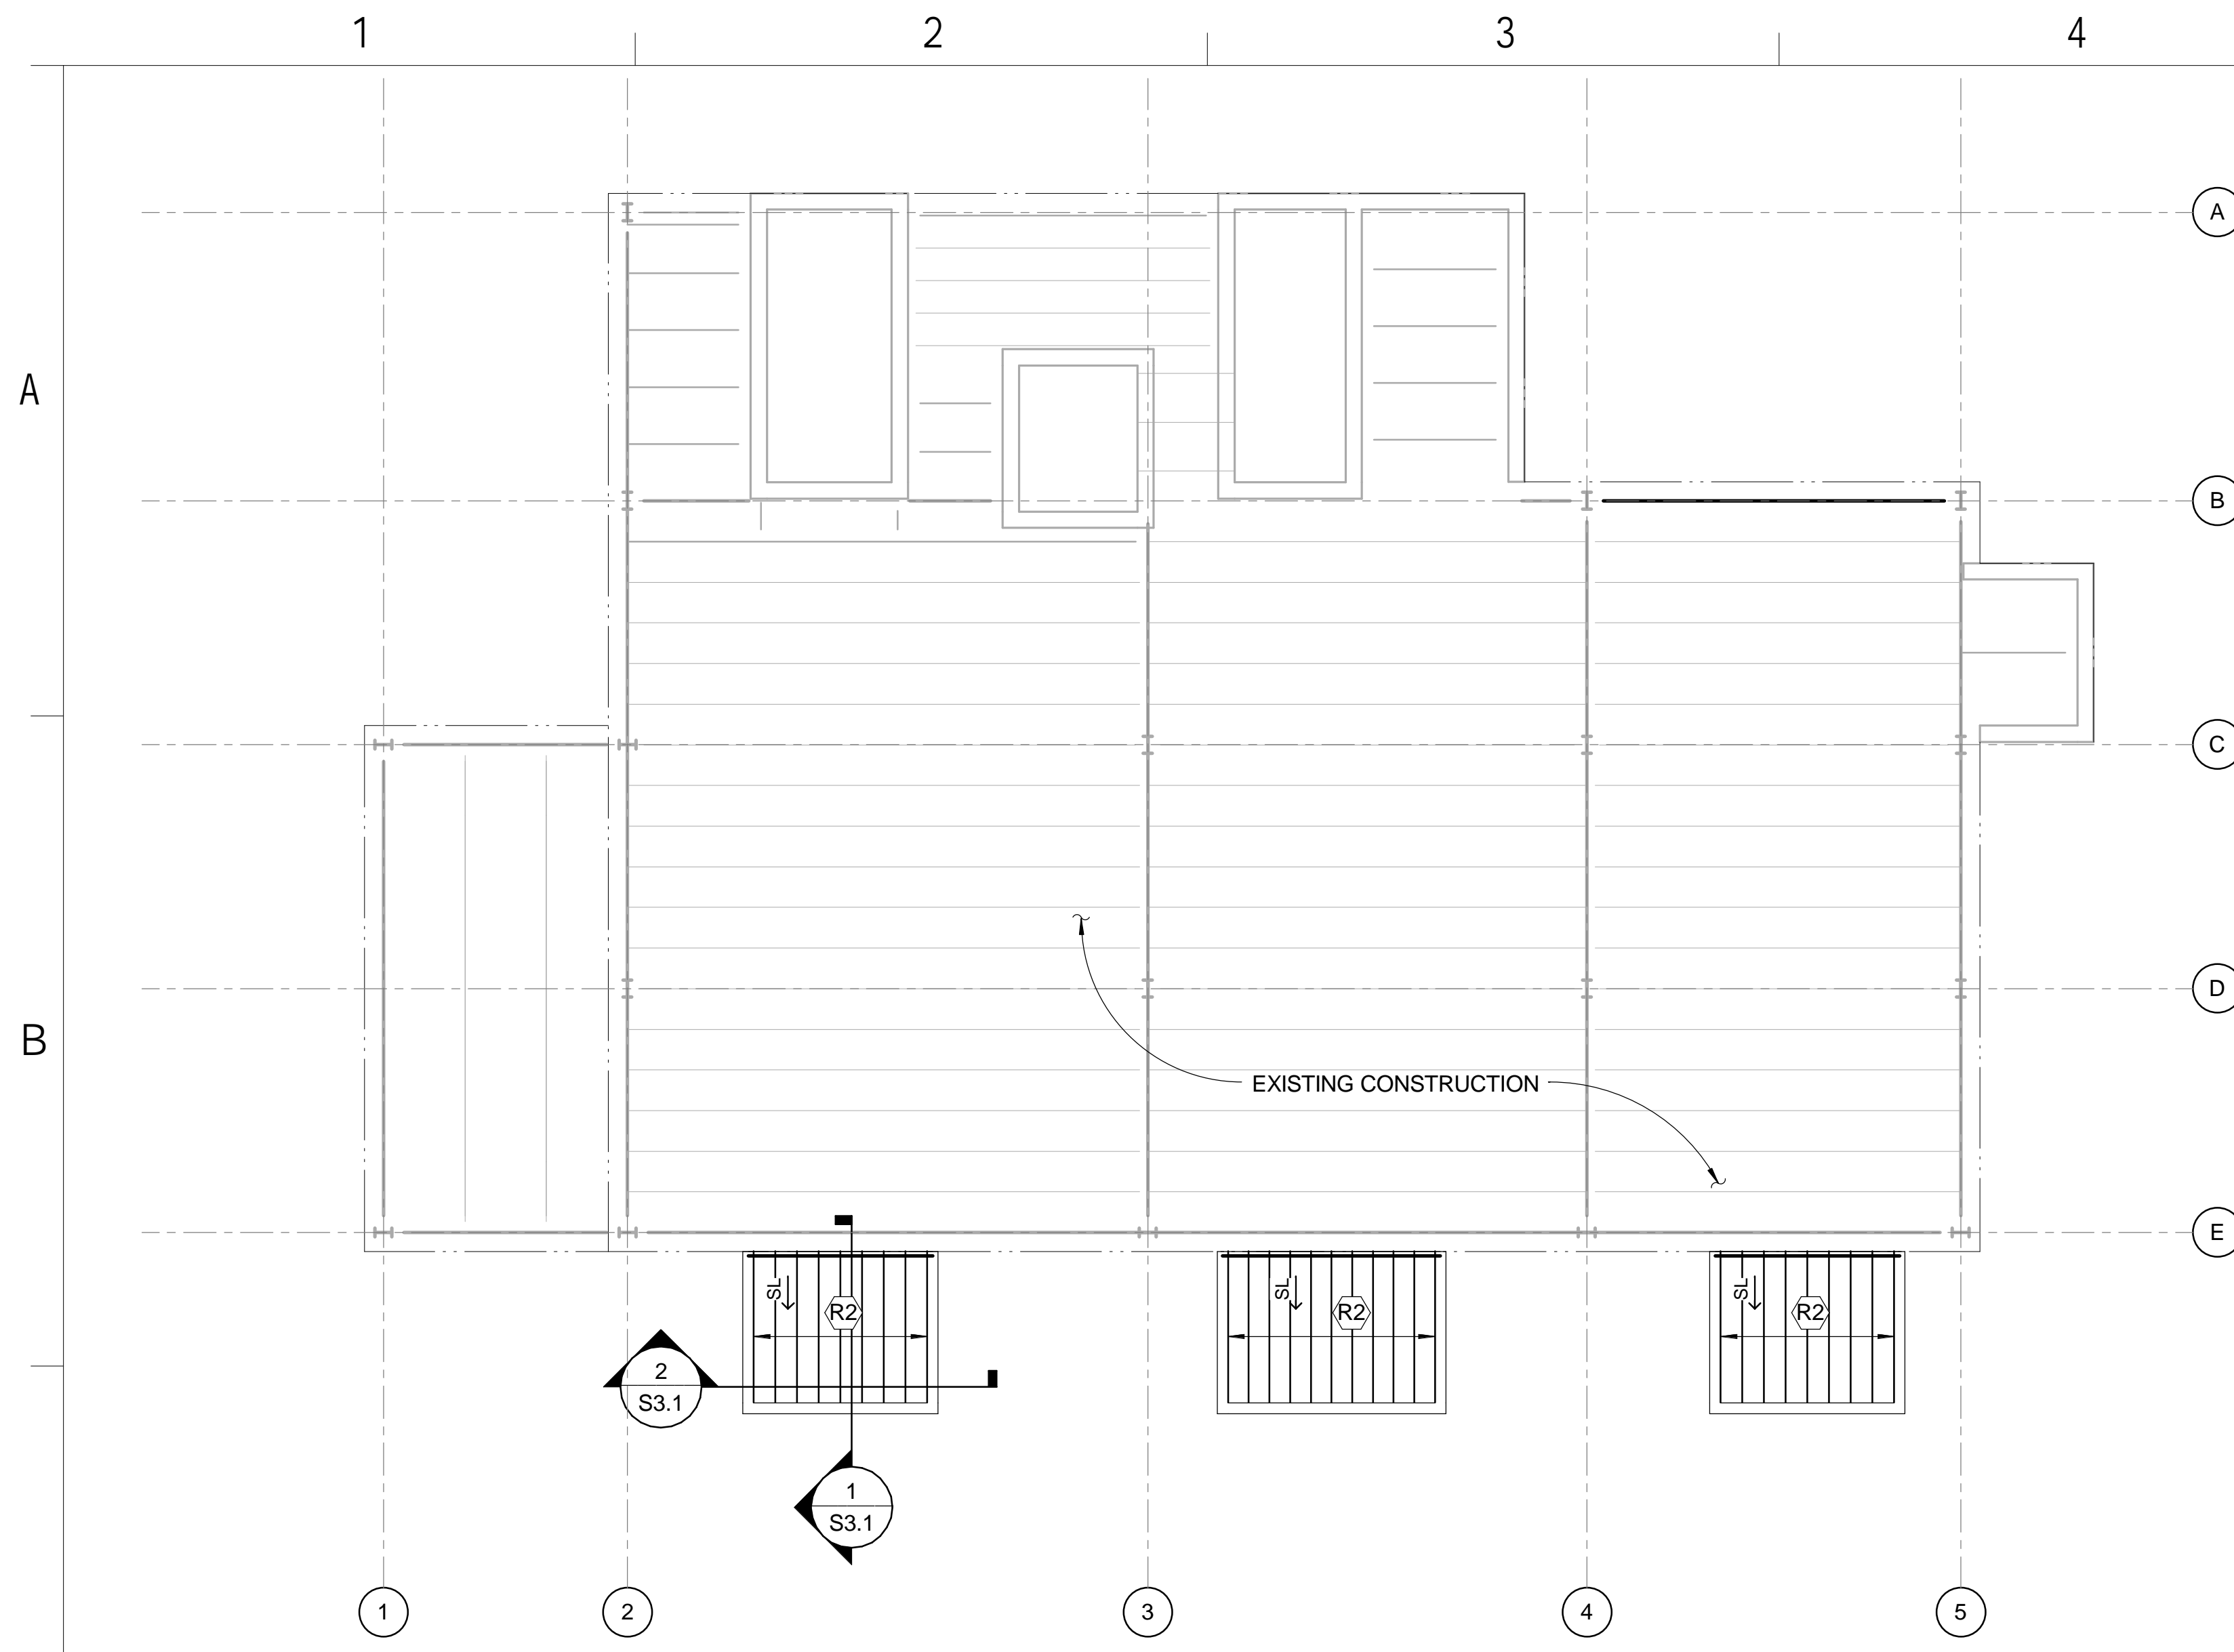 1 2 3 4
A
A
B
C
EXISTING CONSTRUCTION
D
B
E
SL SL SL
R2 R2 R2
2
S3.1
1
S3.1
1 2 3 4 5